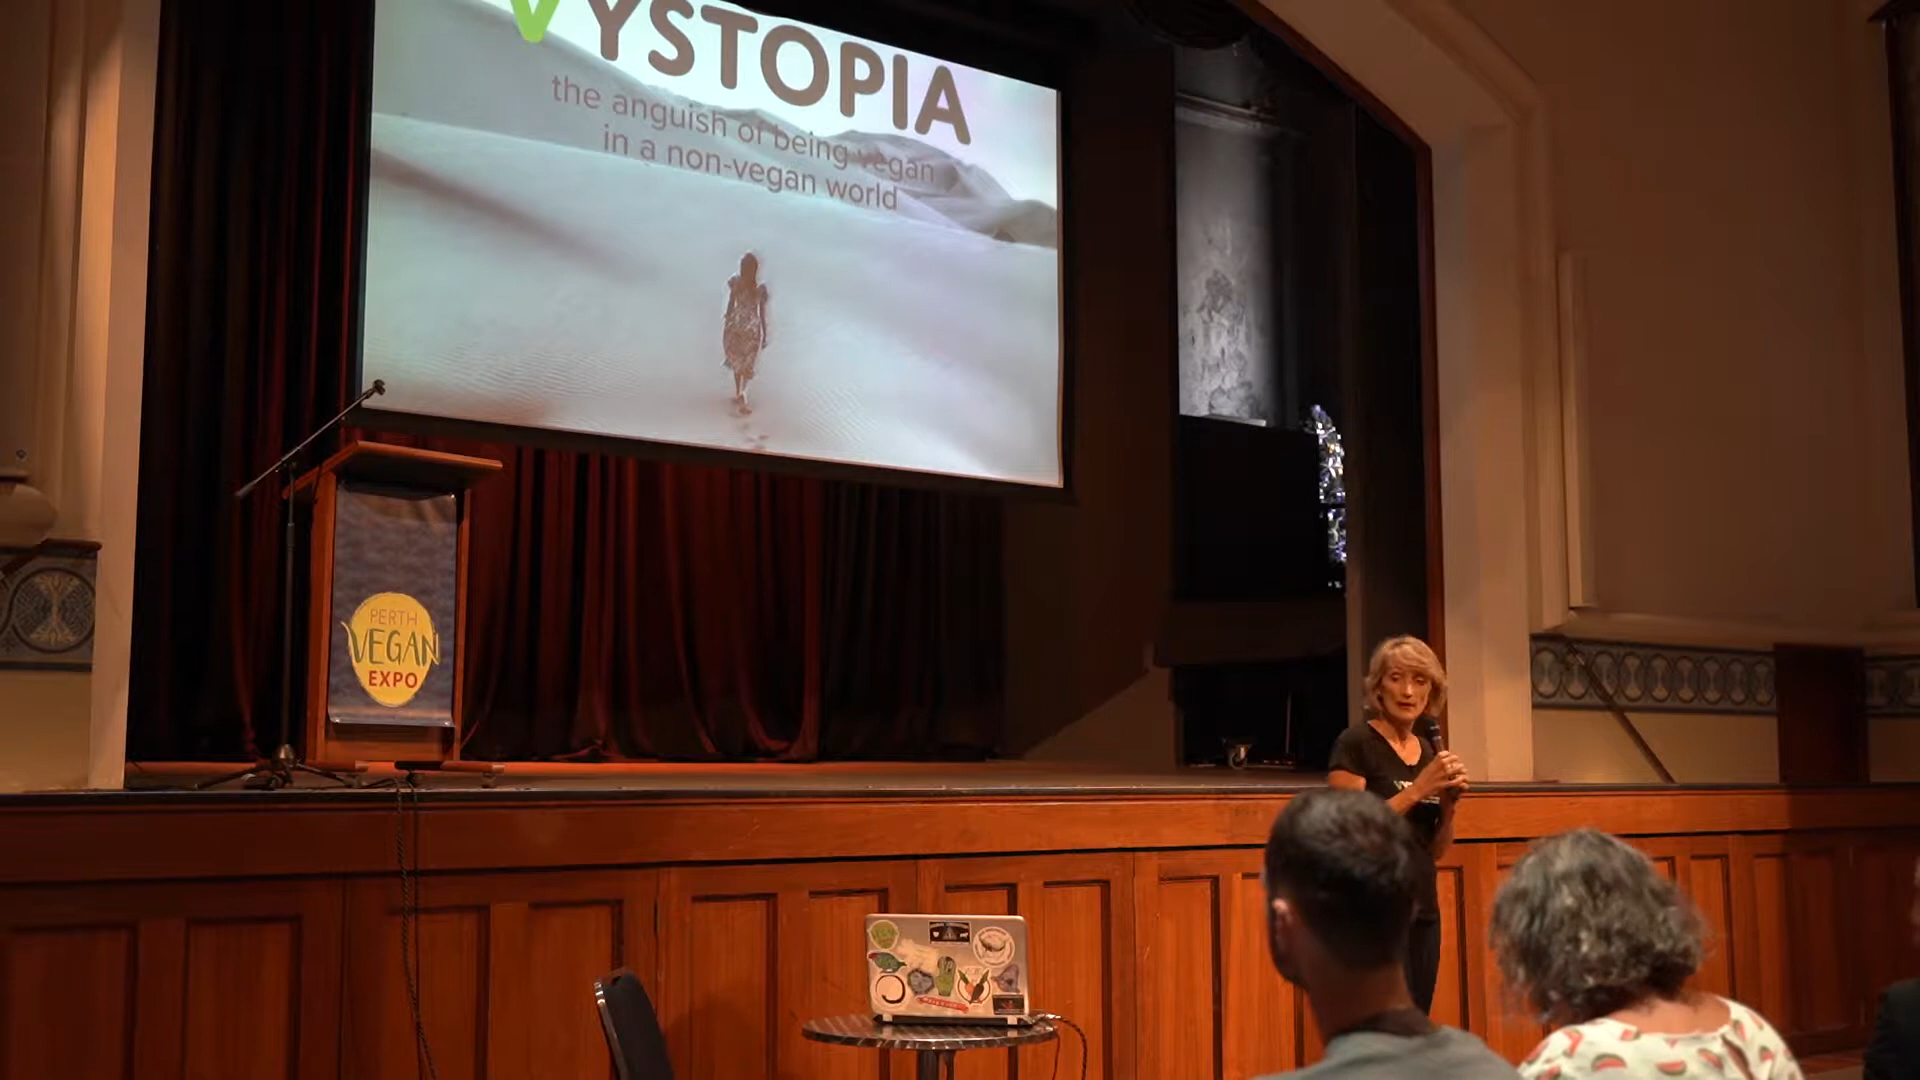 VYSTOPIA
the anguish of being vegan
in a non-vegan world
PERTH
VEGAN
EXPO